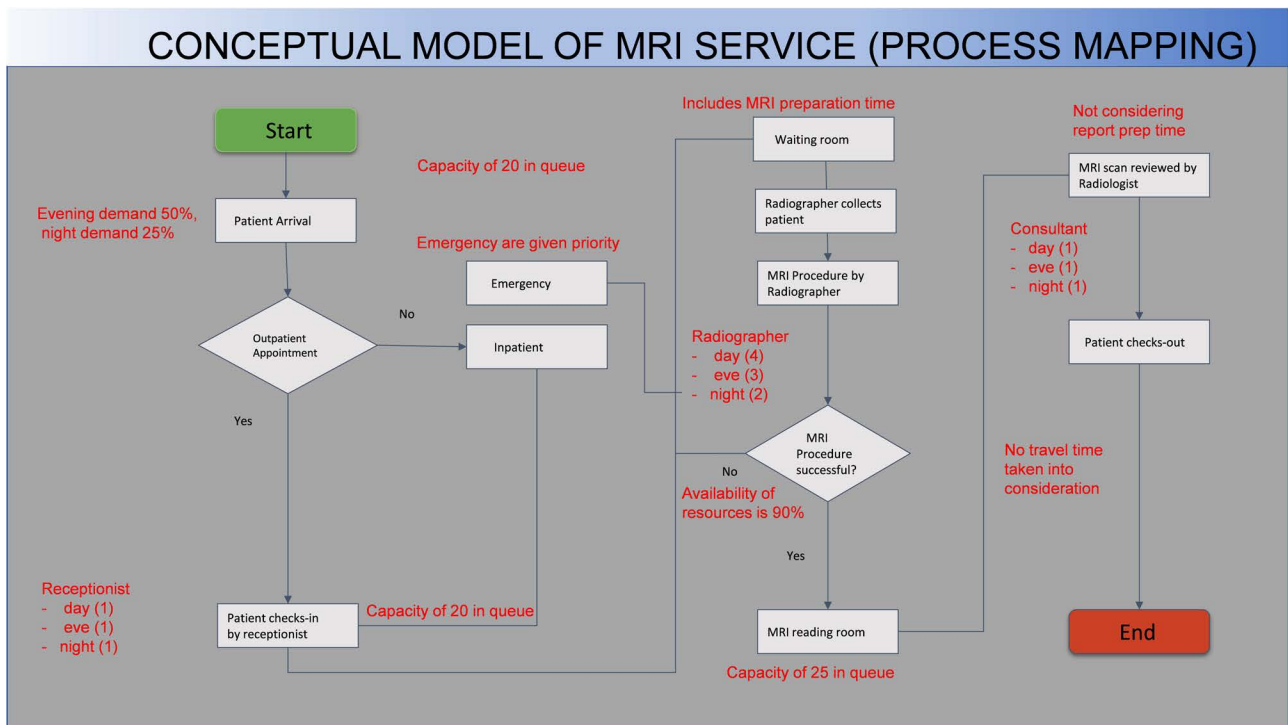 CONCEPTUAL MODEL OF MRI SERVICE (PROCESS MAPPING)
Start
Capacity of 20 in queue
Evening demand 50%,
night demand 25%
Patient Arrival
Emergency are given priority
Emergency
No
Outpatient
Appointment
Inpatient
Yes
Receptionist
- day (1)
- eve (1)
- night (1)
Patient checks-in
by receptionist
Capacity of 20 in queue
Includes MRI preparation time
Waiting room
Radiographer collects
patient
MRI Procedure by
Radiographer
Radiographer
- day (4)
- eve (3)
- night (2)
MRI
Procedure
successful?
No
Availability of
resources is 90%
Yes
MRI reading room
Capacity of 25 in queue
Not considering
report prep time
MRI scan reviewed by
Radiologist
Consultant
- day (1)
- eve (1)
- night (1)
Patient checks-out
No travel time
taken into
consideration
End